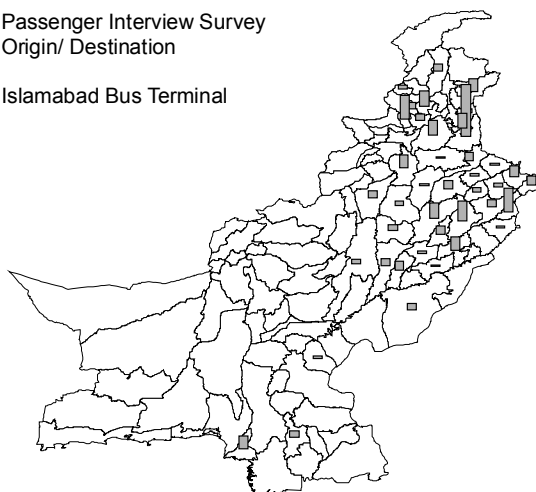 Passenger Interview Survey
Origin/ Destination
Islamabad Bus Terminal